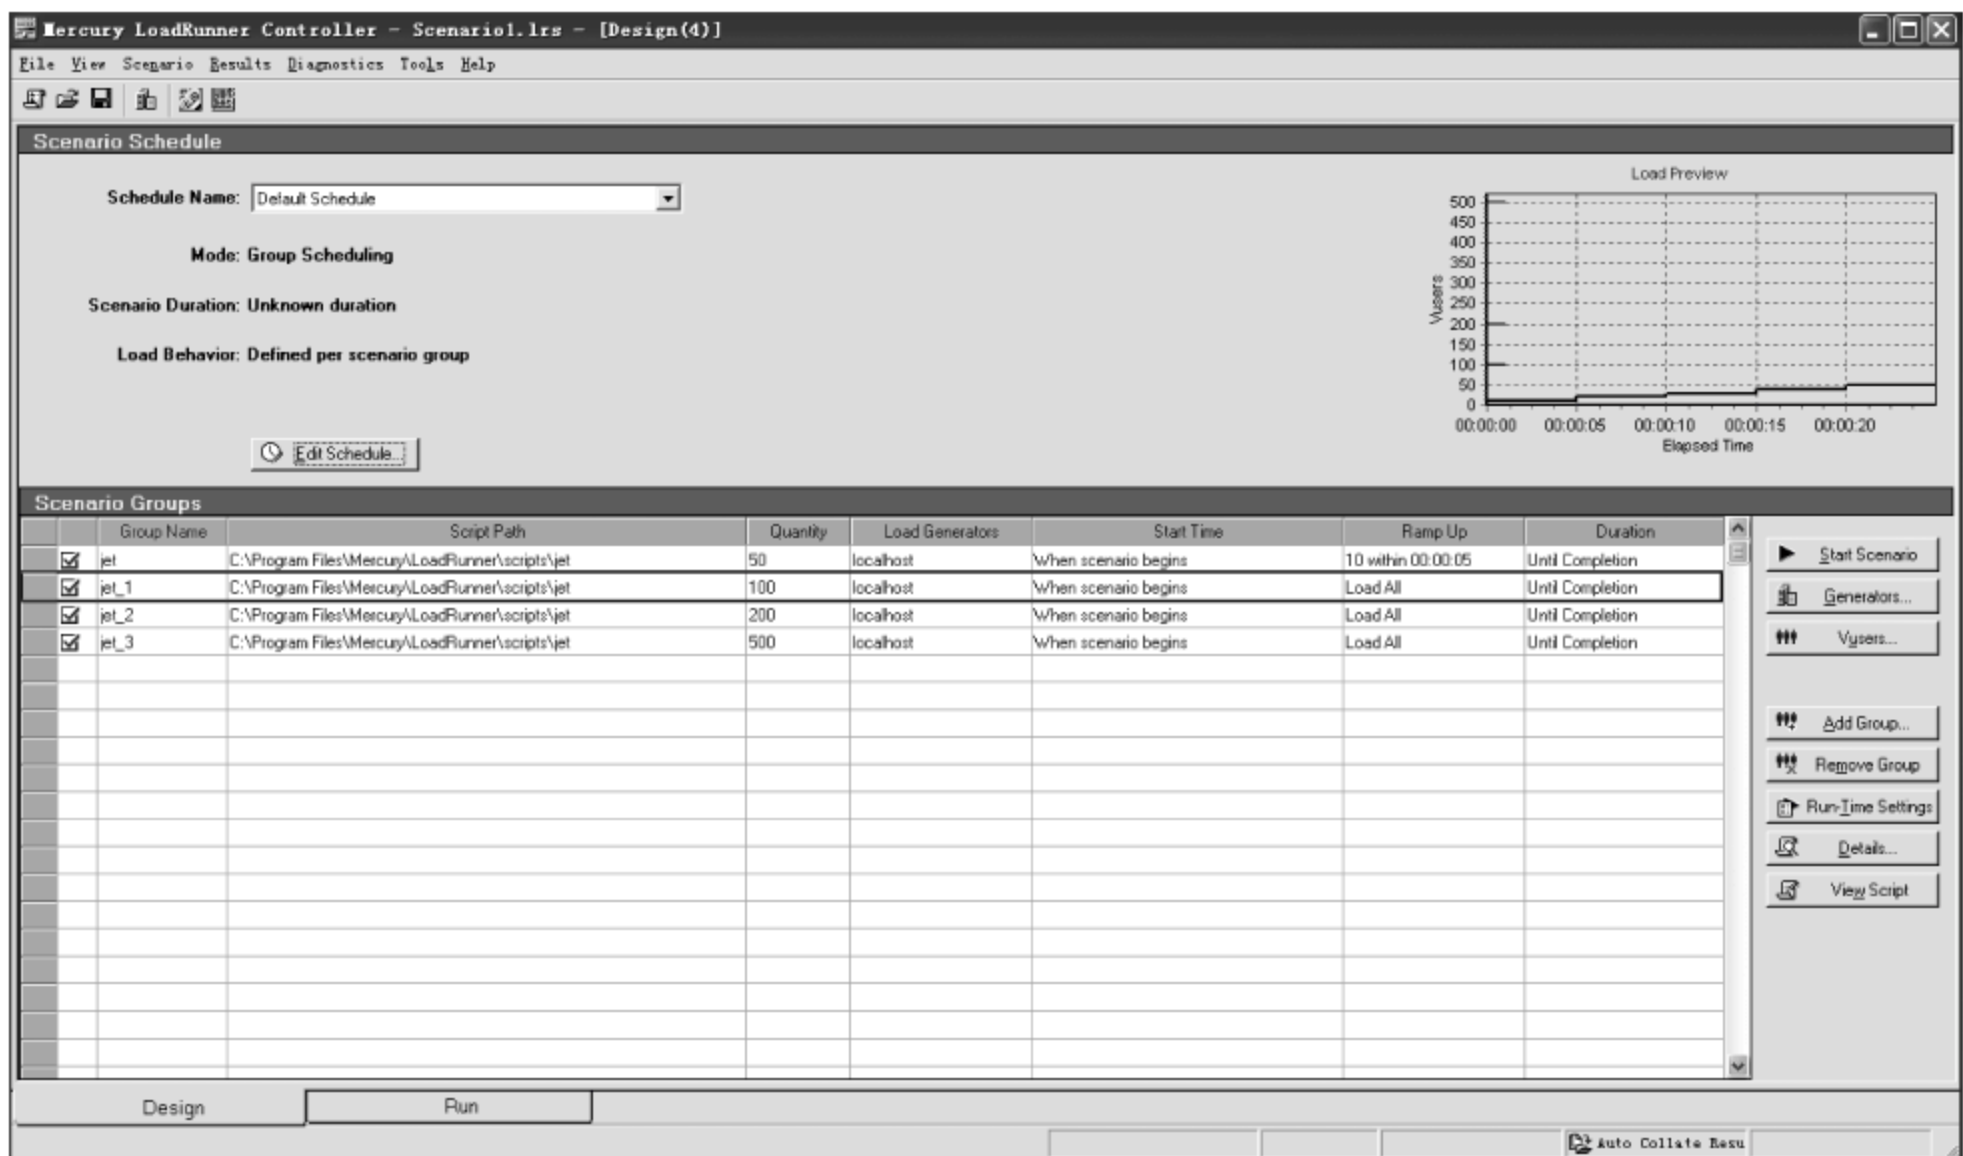 Mercury LoadRunner Controller - Scenario1.lrs - [Design(4)]
File View Scenario Results Diagnostics Tools Help
Scenario Schedule
Schedule Name: Default Schedule
Mode: Group Scheduling
Scenario Duration: Unknown duration
Load Behavior: Defined per scenario group
Edit Schedule...
Load Preview
500
450
400
350
300
250
200
150
100
50
0
Vusers
00:00:00 00:00:05 00:00:10 00:00:15 00:00:20
Elapsed Time
Scenario Groups
Group Name Script Path Quantity Load Generators Start Time Ramp Up Duration
jet C:\Program Files\Mercury\LoadRunner\scripts\jet 50 localhost When scenario begins 10 within 00:00:05 Until Completion
jet_1 C:\Program Files\Mercury\LoadRunner\scripts\jet 100 localhost When scenario begins Load All Until Completion
jet_2 C:\Program Files\Mercury\LoadRunner\scripts\jet 200 localhost When scenario begins Load All Until Completion
jet_3 C:\Program Files\Mercury\LoadRunner\scripts\jet 500 localhost When scenario begins Load All Until Completion
Start Scenario
Generators...
Vusers...
Add Group...
Remove Group
Run-Time Settings
Details...
View Script
Design Run
Auto Collate Resu